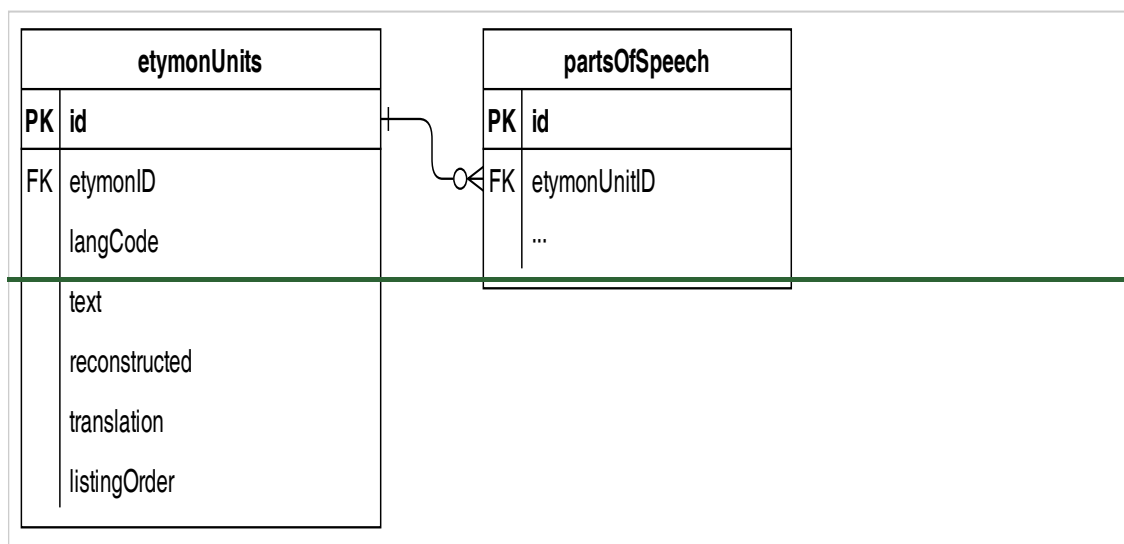 etymonUnits
PK id
FK etymonID
langCode
text
reconstructed
translation
listingOrder
partsOfSpeech
PK id
FK etymonUnitID
...